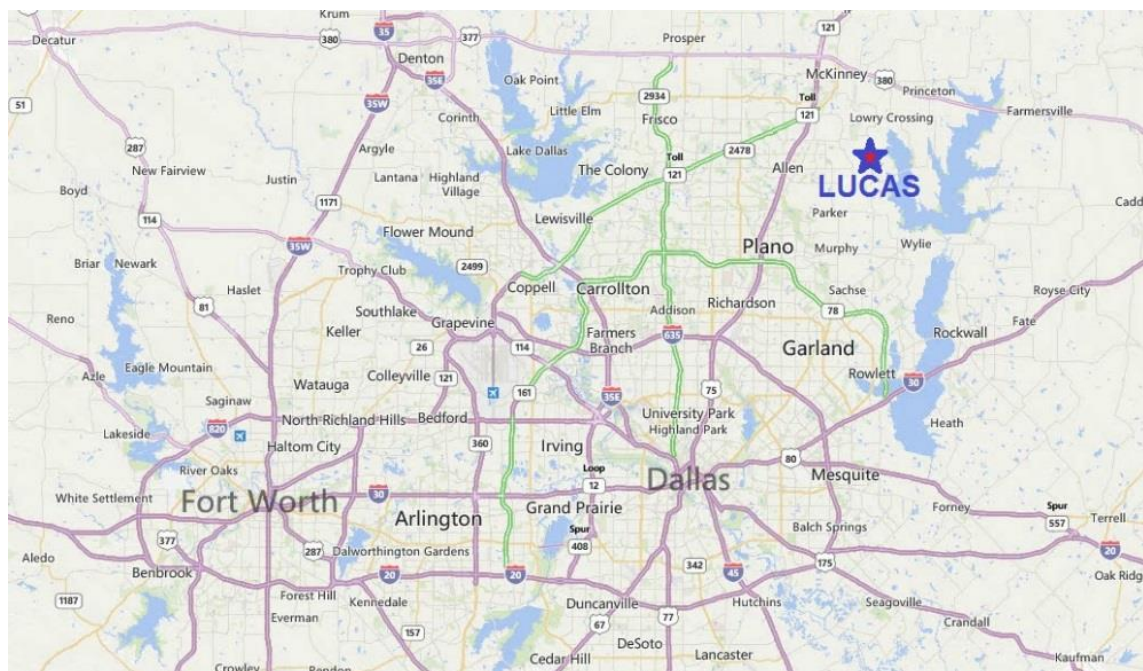 Krum
35
377
121
Prosper
Decatur
380
Denton
McKinney
380
35E
Oak Point
2934
Princeton
51
35W
Little Elm
Toll
121
Farmersville
Corinth
Frisco
Lowry Crossing
287
Argyle
Lake Dallas
Toll
2478
New Fairview
The Colony
121
Allen
Boyd
Justin
Lantana
Highland
Village
LUCAS
1171
Cadd
114
Lewisville
Parker
35W
Flower Mound
Plano
Murphy
Wylie
Briar
Newark
Trophy Club
2499
Haslet
Coppell
Carrollton
Sachse
Royse City
81
Southlake
Addison
Richardson
78
Reno
Keller
Grapevine
Farmers
Branch
635
Rockwall
Fate
26
114
Garland
Eagle Mountain
Colleyville
121
161
Rowlett
30
Azle
Watauga
35E
75
Saginaw
North Richland Hills
Bedford
University Park
Highland Park
Heath
Lakeside
820
Haltom City
360
Irving
80
River Oaks
Loop
12
Dallas
Mesquite
White Settlement
Fort Worth
30
Grand Prairie
Forney
Spur
557
Terrell
Arlington
Spur
408
Balch Springs
377
287
Dalworthington Gardens
20
Aledo
Benbrook
20
20
342
45
175
Oak Ridg
1187
Forest Hill
Kennedale
Duncanville
Hutchins
Seagoville
Everman
157
67
77
Crandall
DeSoto
Crowley
Rendon
Cedar Hill
Lancaster
Kaufman